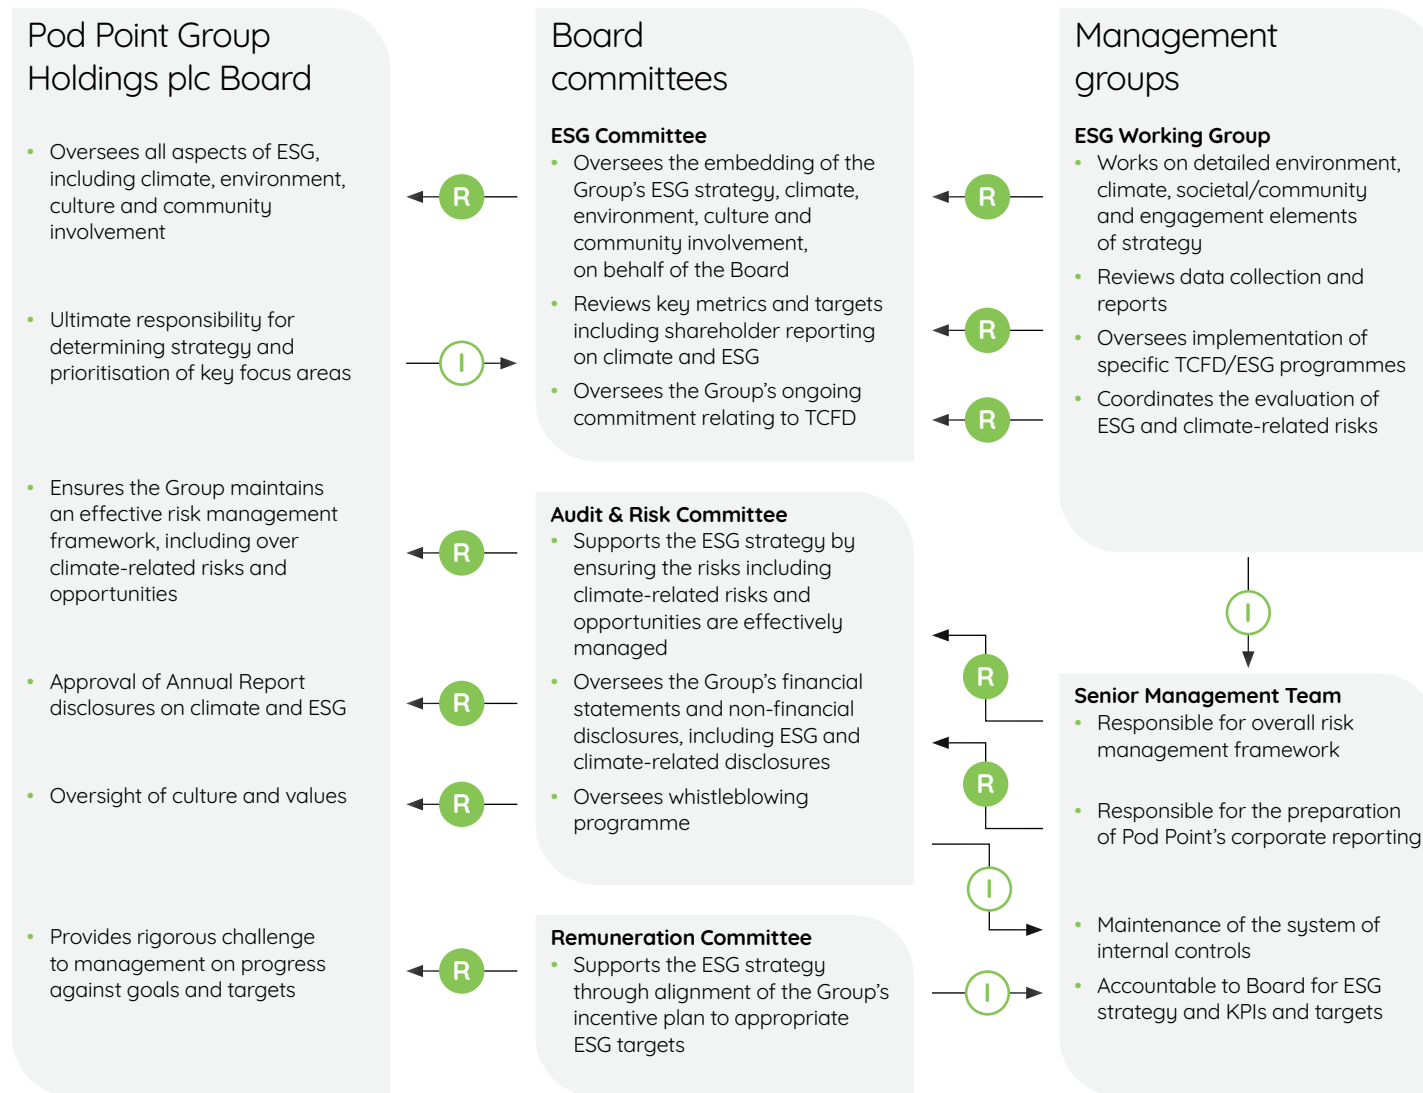 Pod Point Group
Holdings plc Board
• Oversees all aspects of ESG,
including climate, environment,
culture and community
involvement
• Ultimate responsibility for
determining strategy and
prioritisation of key focus areas
• Ensures the Group maintains
an effective risk management
framework, including over
climate-related risks and
opportunities
• Approval of Annual Report
disclosures on climate and ESG
• Oversight of culture and values
• Provides rigorous challenge
to management on progress
against goals and targets
R
I
R
R
R
R
Board
committees
ESG Committee
• Oversees the embedding of the
Group's ESG strategy, climate,
environment, culture and
community involvement,
on behalf of the Board
• Reviews key metrics and targets
including shareholder reporting
on climate and ESG
• Oversees the Group's ongoing
commitment relating to TCFD
Audit & Risk Committee
• Supports the ESG strategy by
ensuring the risks including
climate-related risks and
opportunities are effectively
managed
• Oversees the Group's financial
statements and non-financial
disclosures, including ESG and
climate-related disclosures
• Oversees whistleblowing
programme
Remuneration Committee
• Supports the ESG strategy
through alignment of the Group's
incentive plan to appropriate
ESG targets
R
R
R
R
R
I
I
Management
groups
ESG Working Group
• Works on detailed environment,
climate, societal/community
and engagement elements
of strategy
• Reviews data collection and
reports
• Oversees implementation of
specific TCFD/ESG programmes
• Coordinates the evaluation of
ESG and climate-related risks
I
Senior Management Team
• Responsible for overall risk
management framework
• Responsible for the preparation
of Pod Point's corporate reporting
• Maintenance of the system of
internal controls
• Accountable to Board for ESG
strategy and KPIs and targets